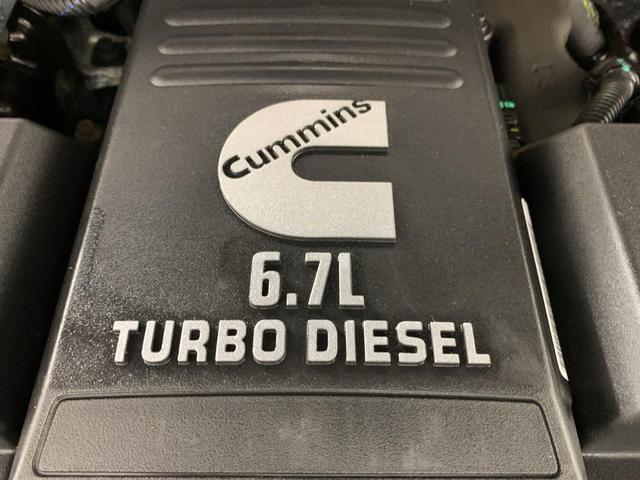 Cummins
6.7L
TURBO DIESEL